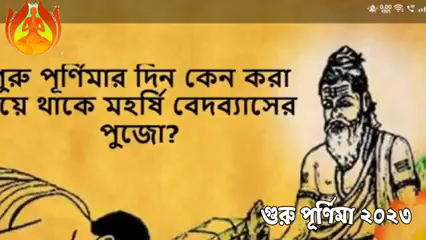 গুরু পূর্ণিমার দিন কেন করা
য়ে থাকে মহর্ষি বেদব্যাসের
পুজো?
গুরু পূর্ণিমা ২০২৩